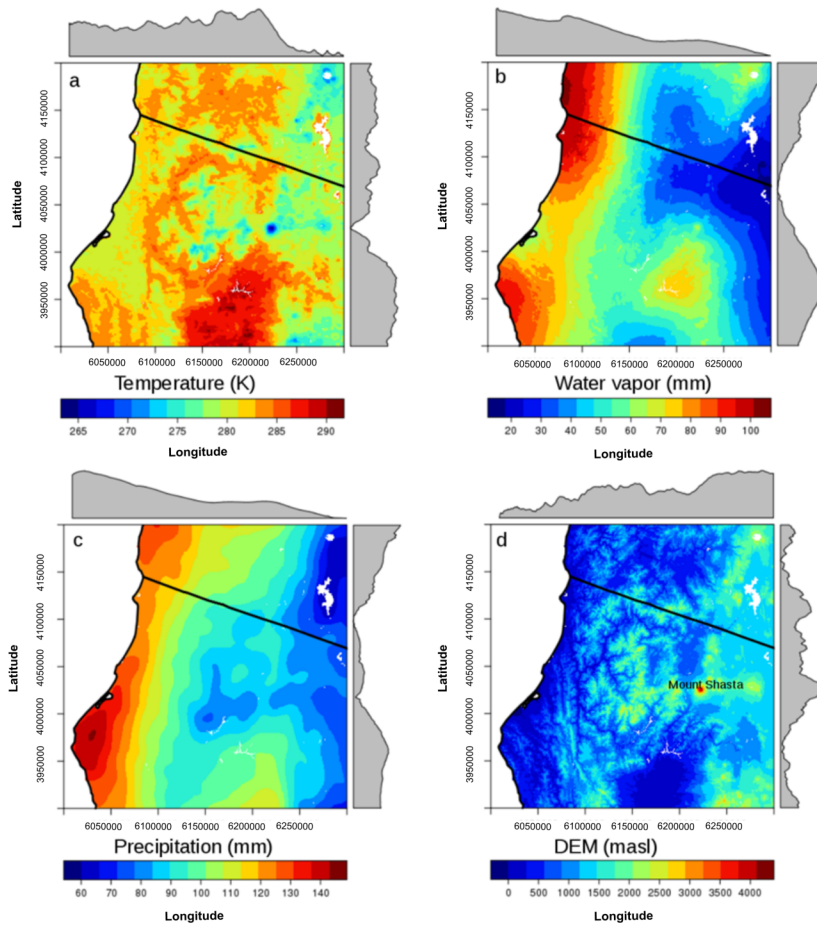 a
Latitude
4150000
4100000
4050000
4000000
3950000
6050000 6100000 6150000 6200000 6250000
Temperature (K)
265 270 275 280 285 290
Longitude
b
Latitude
4150000
4100000
4050000
4000000
3950000
6050000 6100000 6150000 6200000 6250000
Water vapor (mm)
20 30 40 50 60 70 80 90 100
Longitude
c
Latitude
4150000
4100000
4050000
4000000
3950000
6050000 6100000 6150000 6200000 6250000
Precipitation (mm)
60 70 80 90 100 110 120 130 140
Longitude
d
Mount Shasta
Latitude
4150000
4100000
4050000
4000000
3950000
6050000 6100000 6150000 6200000 6250000
DEM (masl)
0 500 1000 1500 2000 2500 3000 3500 4000
Longitude